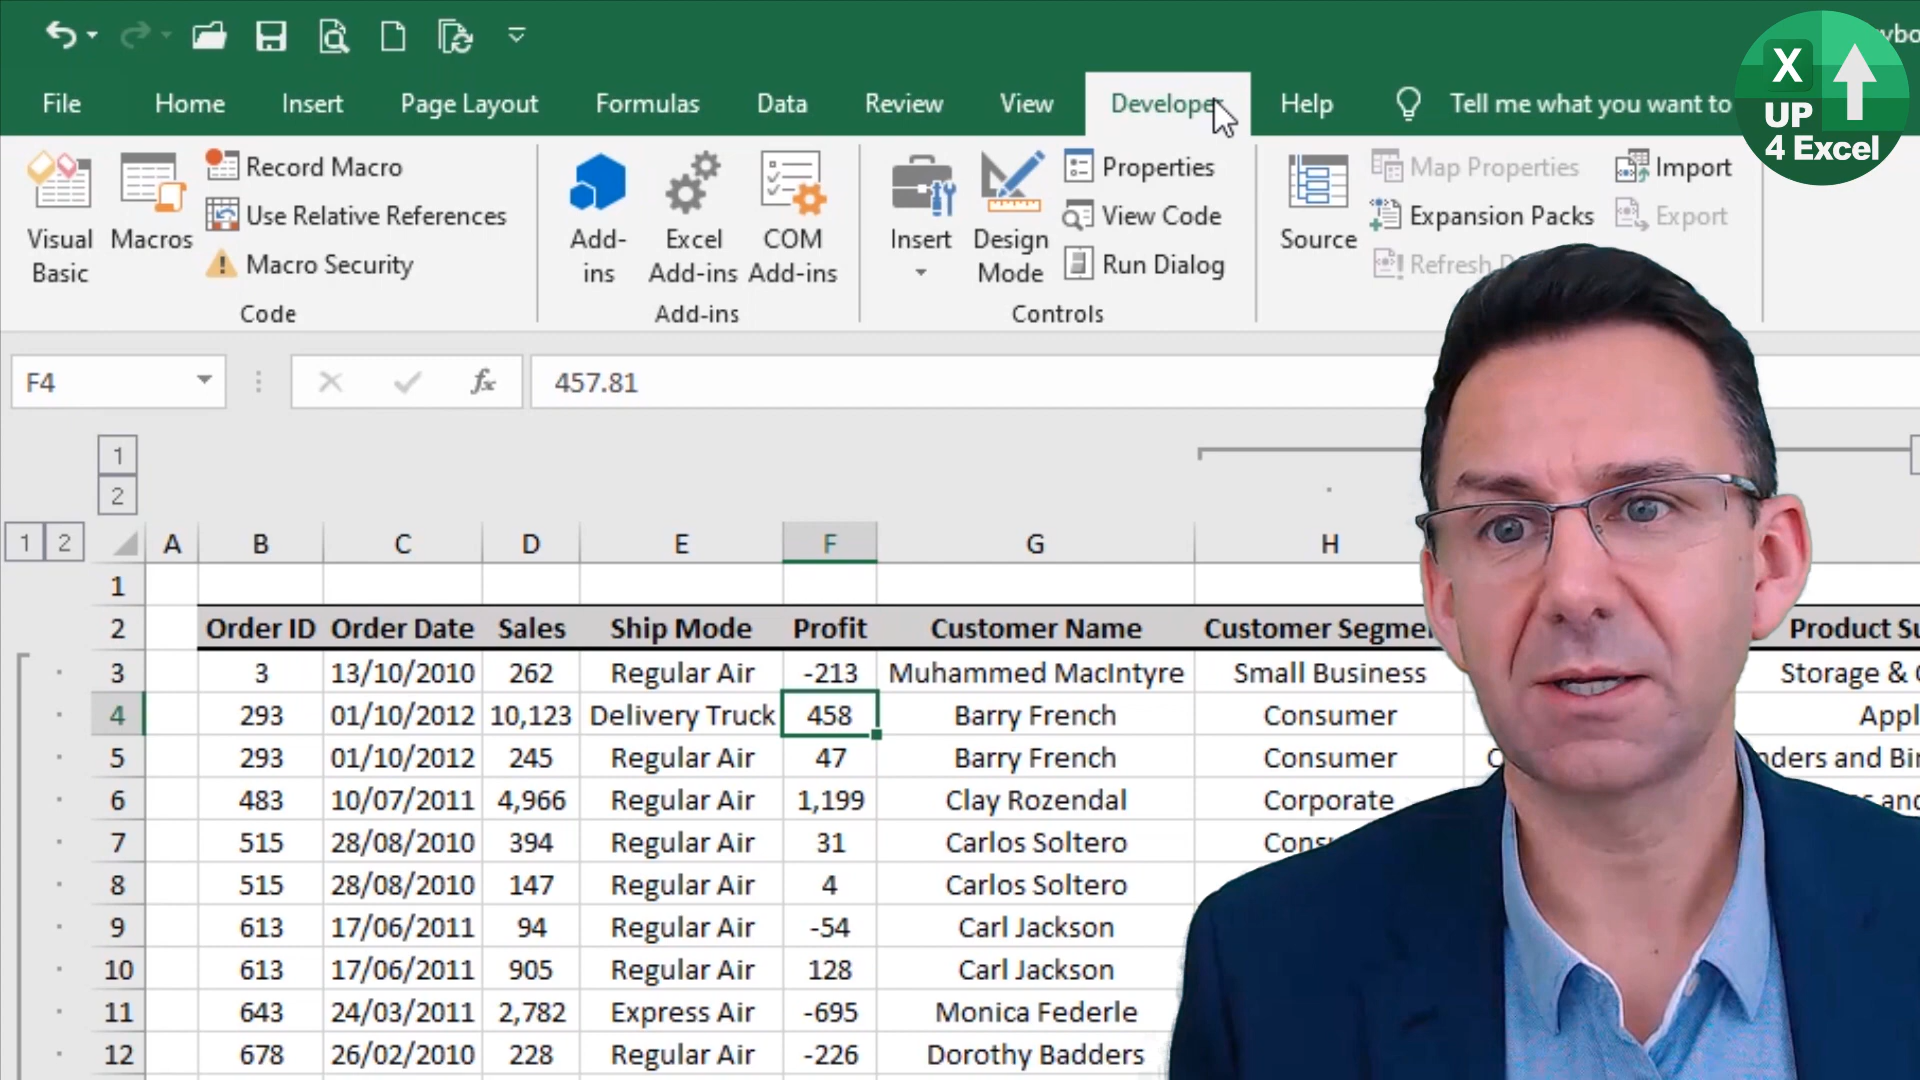 File Home Insert Page Layout Formulas Data Review View Developer Help Tell me what you want to
X UP 4 Excel
Visual Basic
Macros
Record Macro
Use Relative References
Macro Security
Code
Add-ins
Excel Add-ins
COM Add-ins
Add-ins
Insert
Design Mode
Properties
View Code
Run Dialog
Controls
Source
Map Properties
Expansion Packs
Refresh
Import
Export
F4 fx 457.81
1
2
1 2 A B C D E F G H
1
2 Order ID Order Date Sales Ship Mode Profit Customer Name Customer Product
3 3 13/10/2010 262 Regular Air -213 Muhammed MacIntyre Small Business Storage &
4 293 01/10/2012 10,123 Delivery Truck 458 Barry French Consumer
5 293 01/10/2012 245 Regular Air 47 Barry French Consumer and
6 483 10/07/2011 4,966 Regular Air 1,199 Clay Rozendal Corporate
7 515 28/08/2010 394 Regular Air 31 Carlos Soltero
8 515 28/08/2010 147 Regular Air 4 Carlos Soltero
9 613 17/06/2011 94 Regular Air -54 Carl Jackson
10 613 17/06/2011 905 Regular Air 128 Carl Jackson
11 643 24/03/2011 2,782 Express Air -695 Monica Federle
12 678 26/02/2010 228 Regular Air -226 Dorothy Badders